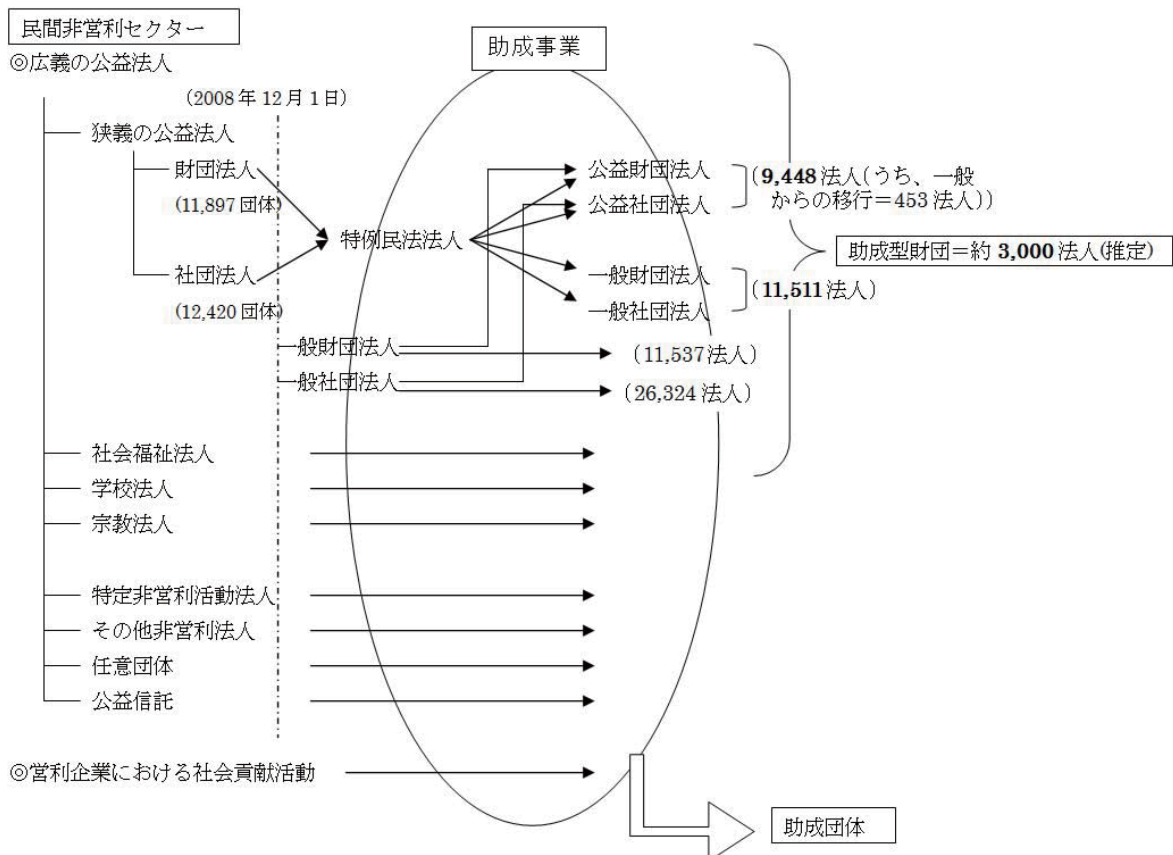 民間非営利セクター
助成事業
◎広義の公益法人
(2008年12月1日)
狭義の公益法人
財団法人
(11,897団体)
社団法人
(12,420団体)
特例民法法人
公益財団法人
公益社団法人
(9,448法人(うち、一般
からの移行=453法人))
助成型財団=約3,000法人(推定)
一般財団法人
一般社団法人
(11,511法人)
一般財団法人
(11,537法人)
一般社団法人
(26,324法人)
社会福祉法人
学校法人
宗教法人
特定非営利活動法人
その他非営利法人
任意団体
公益信託
◎営利企業における社会貢献活動
助成団体